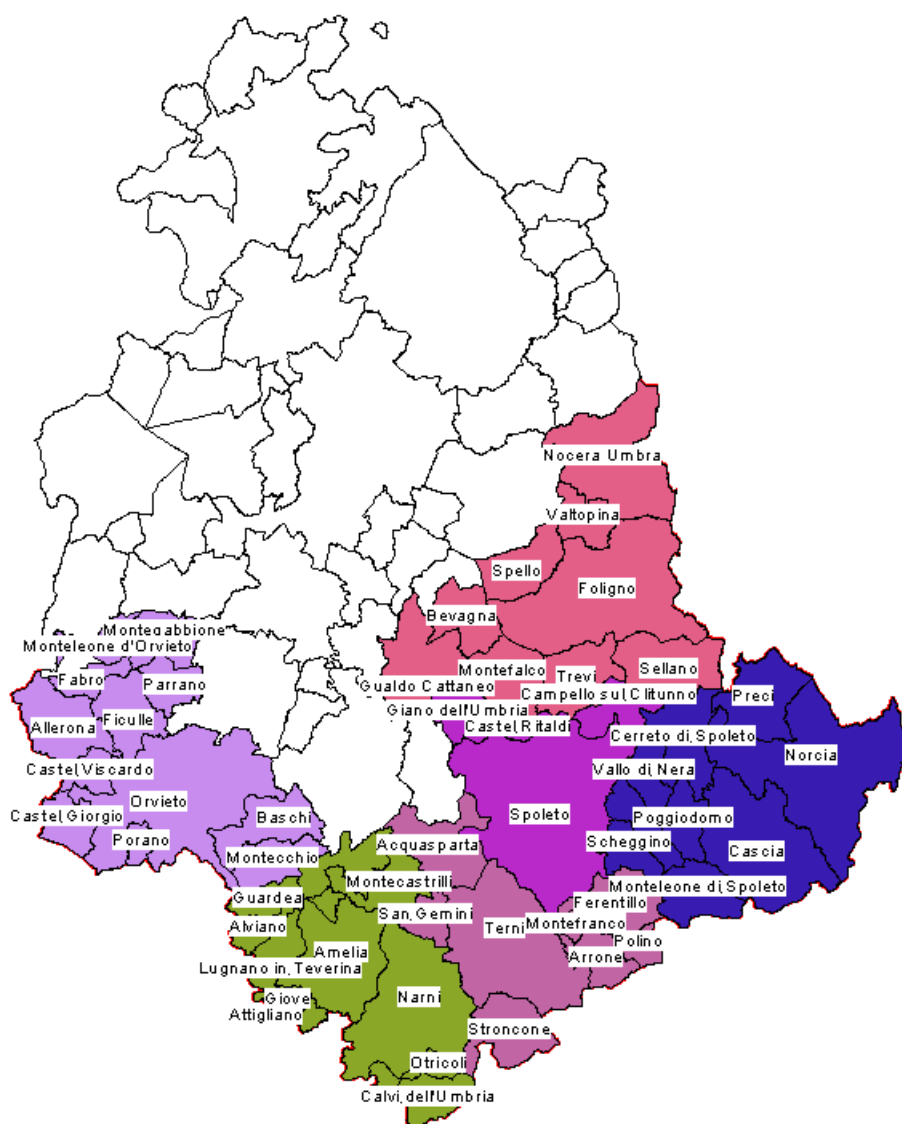 Nocera Umbra
Valtopina
Spello
Foligno
Bevagna
Montegabbione
Monteleone d'Orvieto
Montefalco
Trevi
Sellano
Fabro
Parrano
Gualdo Cattaneo
Campello sul, Clitunno
Preci
Giano dell'Umbria
Allerona
Ficulle
Castel, Ritaldi
Cerreto di, Spoleto
Norcia
Castel, Viscardo
Vallo di, Nera
Orvieto
Castel, Giorgio
Baschi
Spoleto
Poggiodomo
Porano
Acquasparta
Scheggino
Cascia
Montecchio
Montecastrilli
Monteleone di, Spoleto
Guardea
Ferentillo
San, Gemini
Alviano
Terni
Montefranco
Polino
Amelia
Arrone
Lugnano in, Teverina
Giove
Narni
Attigliano
Stroncone
Otricoli
Calvi, dell'Umbria